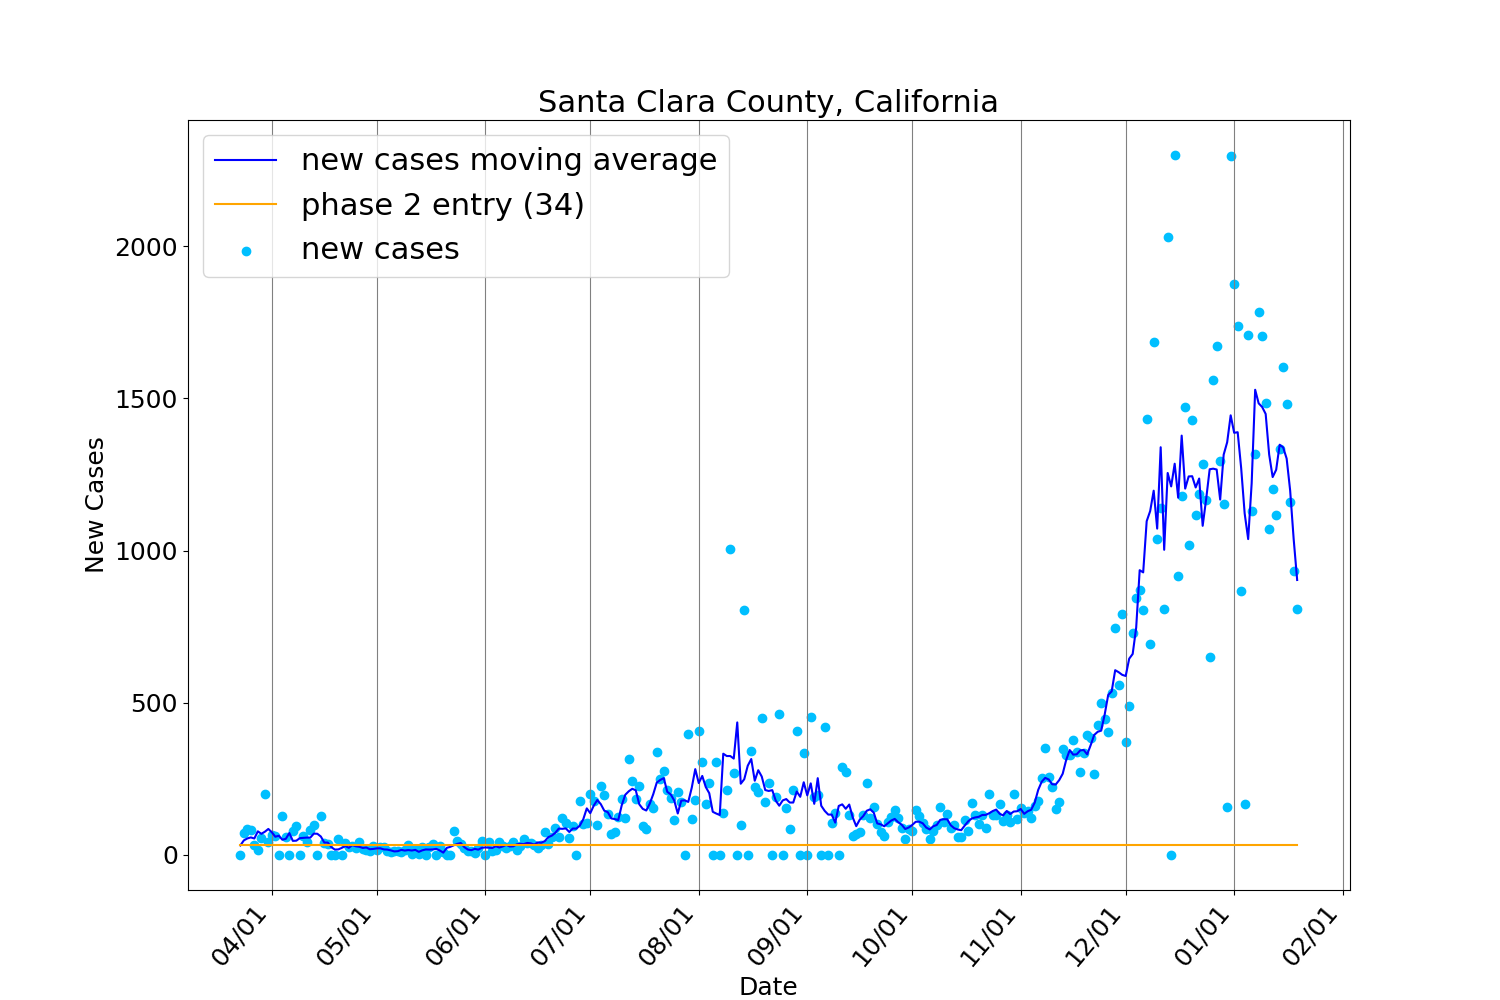 Santa Clara County, California
new cases moving average
phase 2 entry (34)
new cases
New Cases
2000
1500
1000
500
0
04/01
05/01
06/01
07/01
08/01
09/01
10/01
11/01
12/01
01/01
02/01
Date